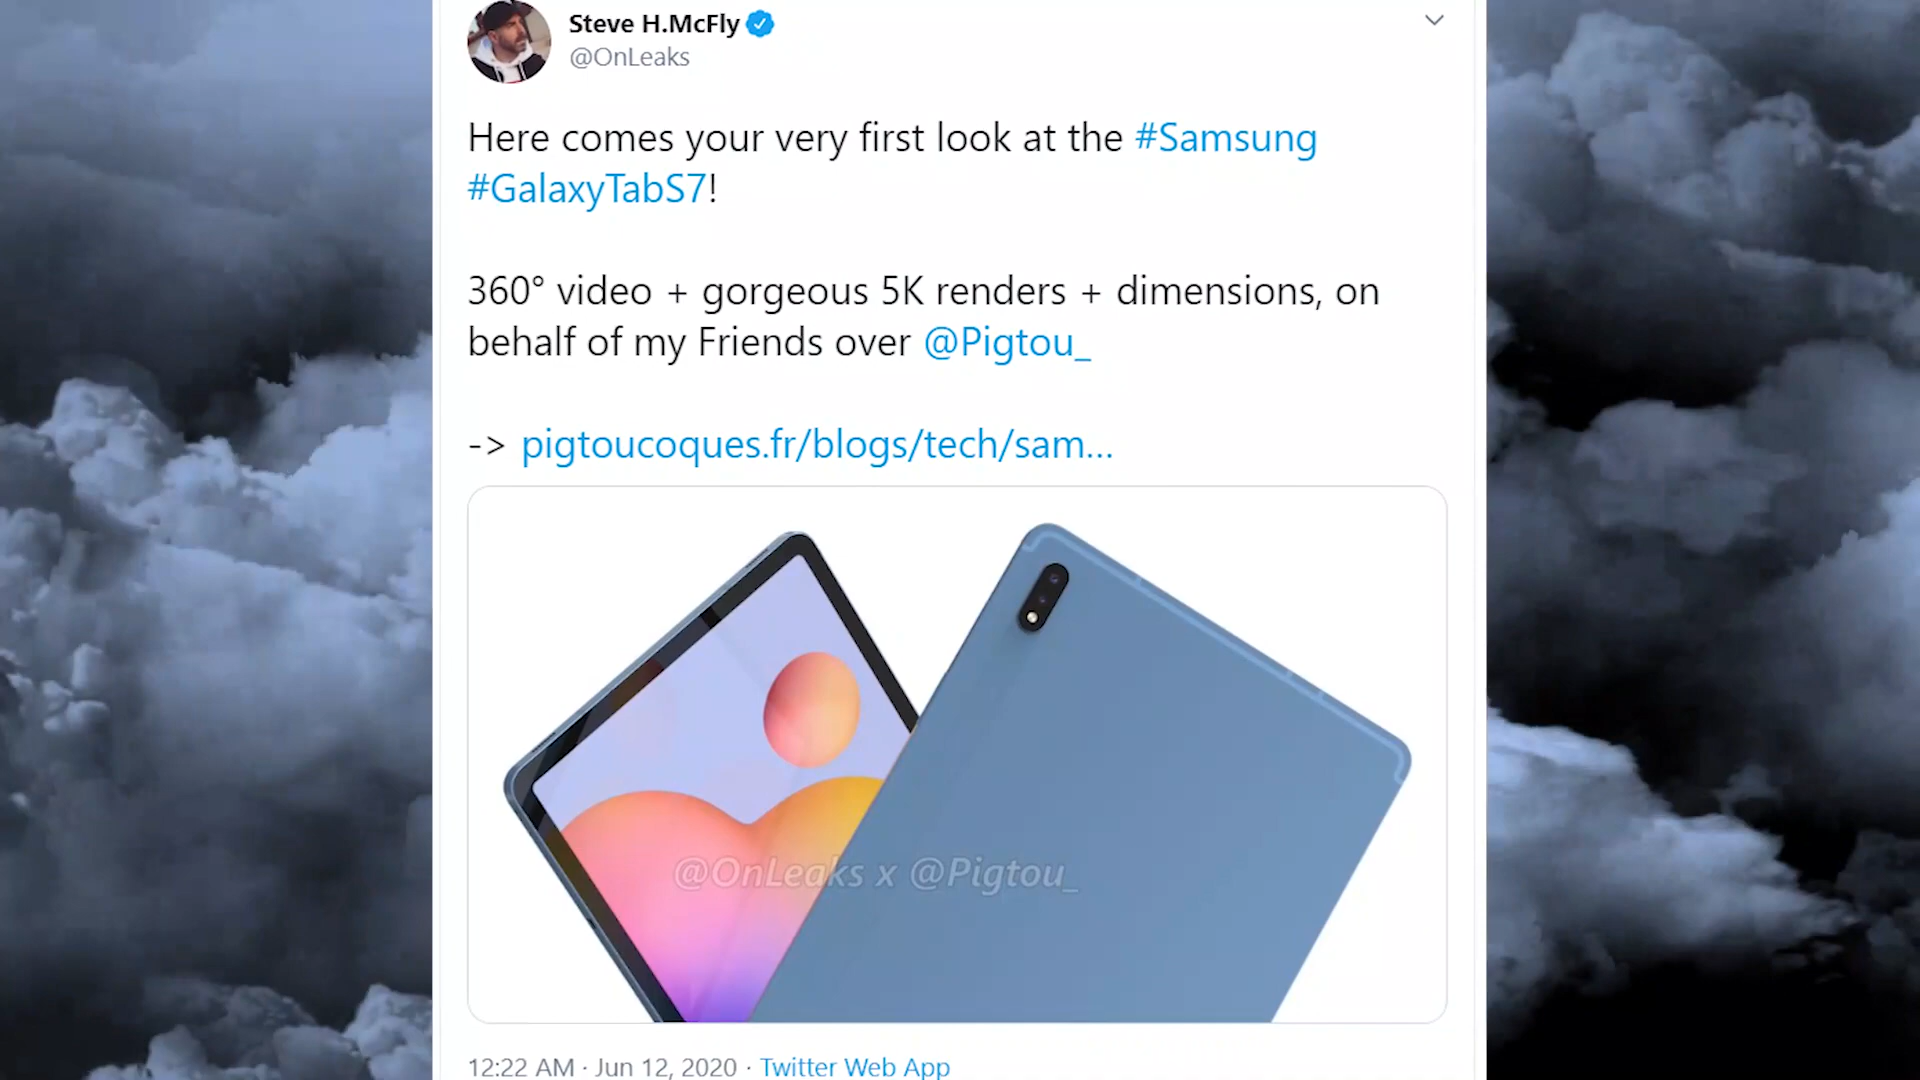 Steve H.McFly
@OnLeaks
Here comes your very first look at the #Samsung
#GalaxyTabS7!
360° video + gorgeous 5K renders + dimensions, on
behalf of my Friends over @Pigtou_
-> pigtoucoques.fr/blogs/tech/sam...
@OnLeaks x @Pigtou_
12:22 AM · Jun 12, 2020 · Twitter Web App